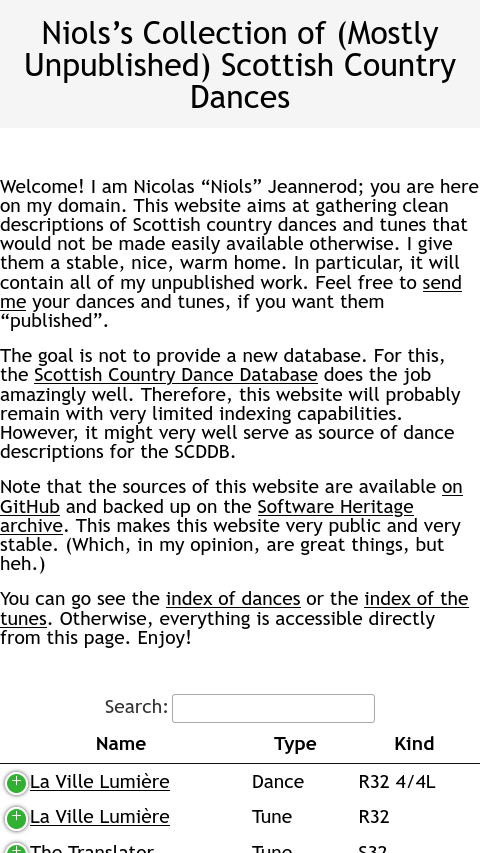 Niols’s Collection of (Mostly
Unpublished) Scottish Country
Dances
Welcome! I am Nicolas “Niols” Jeannerod; you are here
on my domain. This website aims at gathering clean
descriptions of Scottish country dances and tunes that
would not be made easily available otherwise. I give
them a stable, nice, warm home. In particular, it will
contain all of my unpublished work. Feel free to send
me your dances and tunes, if you want them
“published”.
The goal is not to provide a new database. For this,
the Scottish Country Dance Database does the job
amazingly well. Therefore, this website will probably
remain with very limited indexing capabilities.
However, it might very well serve as source of dance
descriptions for the SCDDB.
Note that the sources of this website are available on
GitHub and backed up on the Software Heritage
archive. This makes this website very public and very
stable. (Which, in my opinion, are great things, but
heh.)
You can go see the index of dances or the index of the
tunes. Otherwise, everything is accessible directly
from this page. Enjoy!
Search:
Name Type Kind
La Ville Lumière Dance R32 4/4L
La Ville Lumière Tune R32
The Translator Tune S32